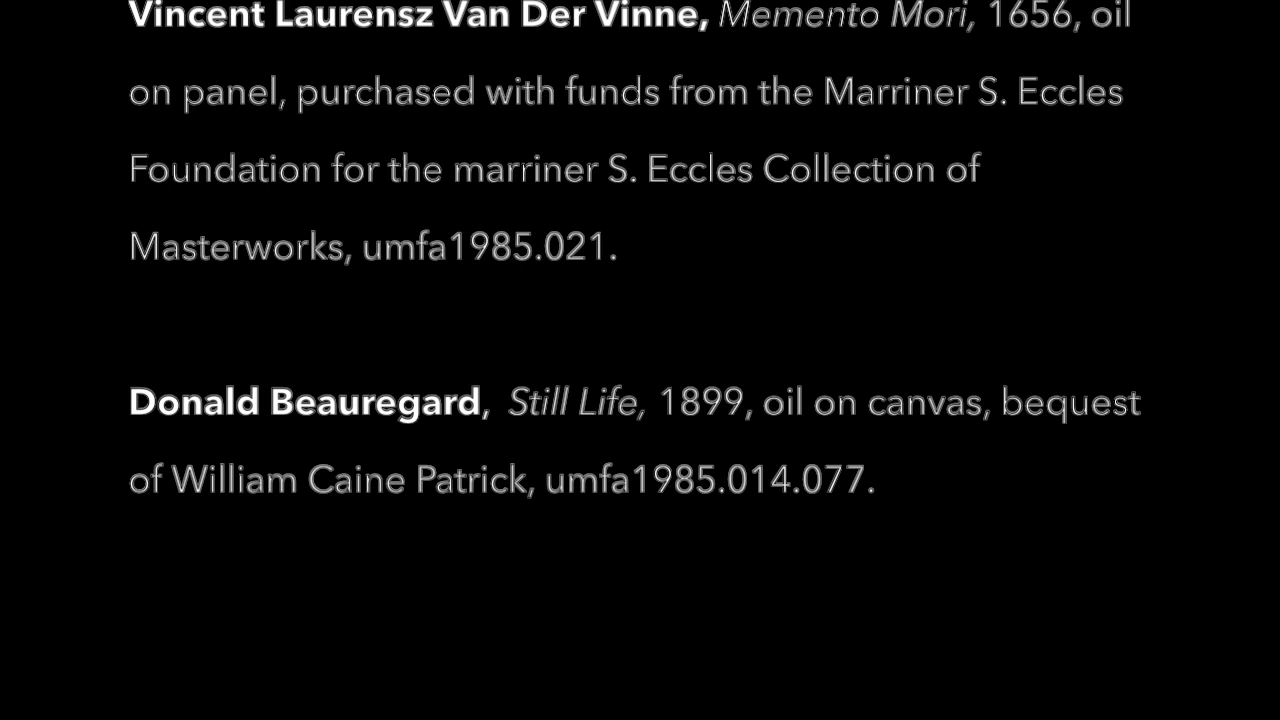 Vincent Laurensz Van Der Vinne, Memento Mori, 1656, oil
on panel, purchased with funds from the Marriner S. Eccles
Foundation for the marriner S. Eccles Collection of
Masterworks, umfa1985.021.
Donald Beauregard, Still Life, 1899, oil on canvas, bequest
of William Caine Patrick, umfa1985.014.077.